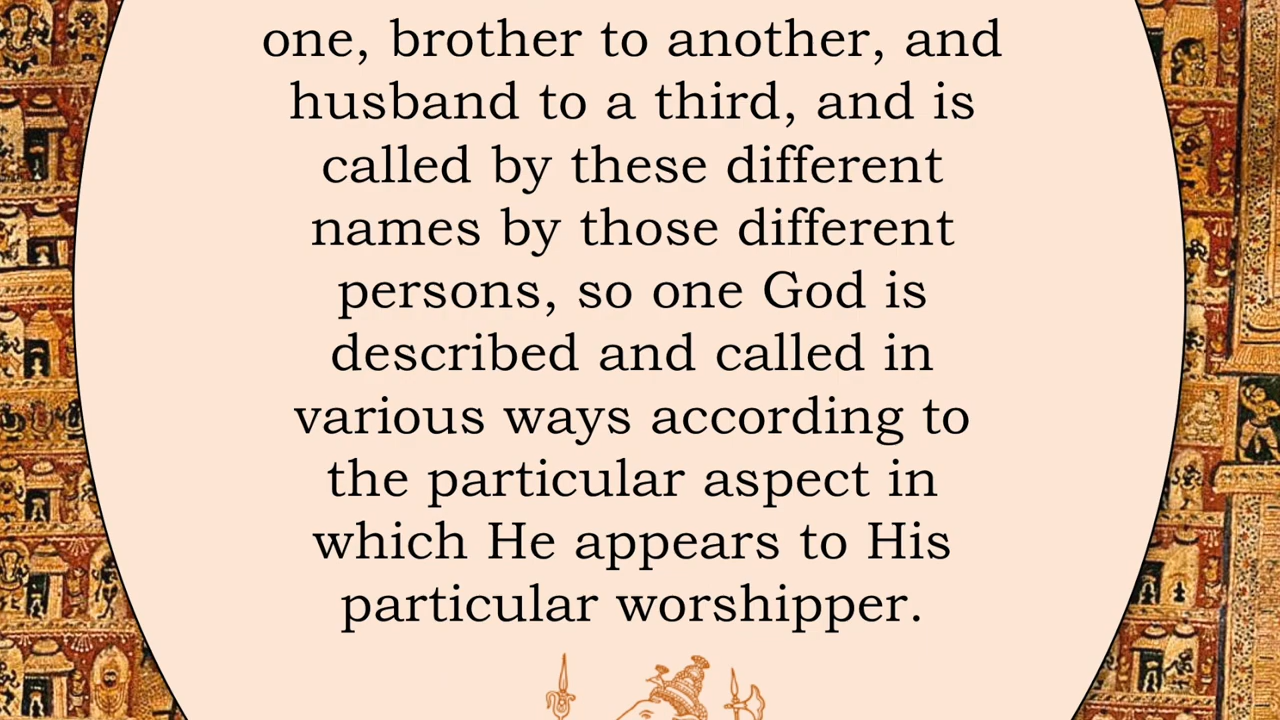 one, brother to another, and
husband to a third, and is
called by these different
names by those different
persons, so one God is
described and called in
various ways according to
the particular aspect in
which He appears to His
particular worshipper.